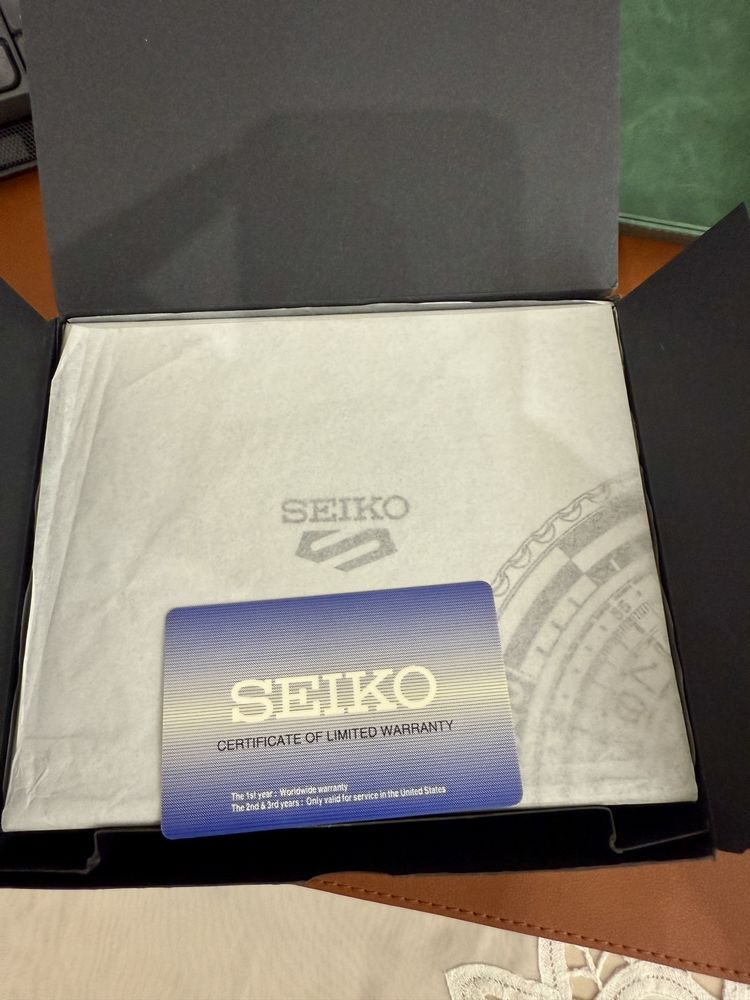 SEIKO
SEIKO
CERTIFICATE OF LIMITED WARRANTY
The 1st year : Worldwide warranty
The 2nd & 3rd years : Only valid for service in the United States